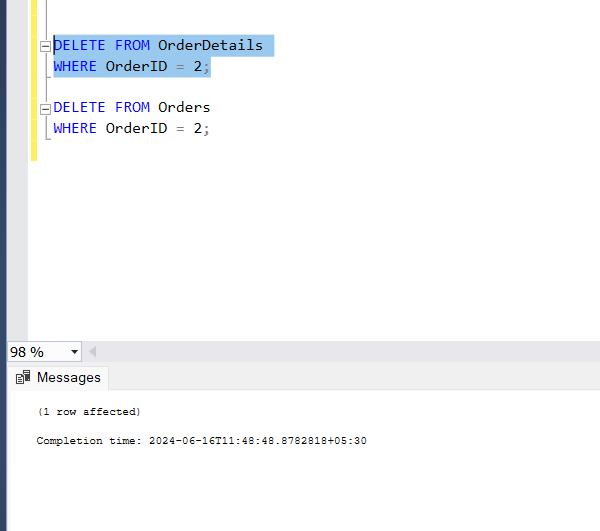 DELETE FROM OrderDetails
WHERE OrderID = 2;
DELETE FROM Orders
WHERE OrderID = 2;
98 %
Messages
(1 row affected)
Completion time: 2024-06-16T11:48:48.8782818+05:30